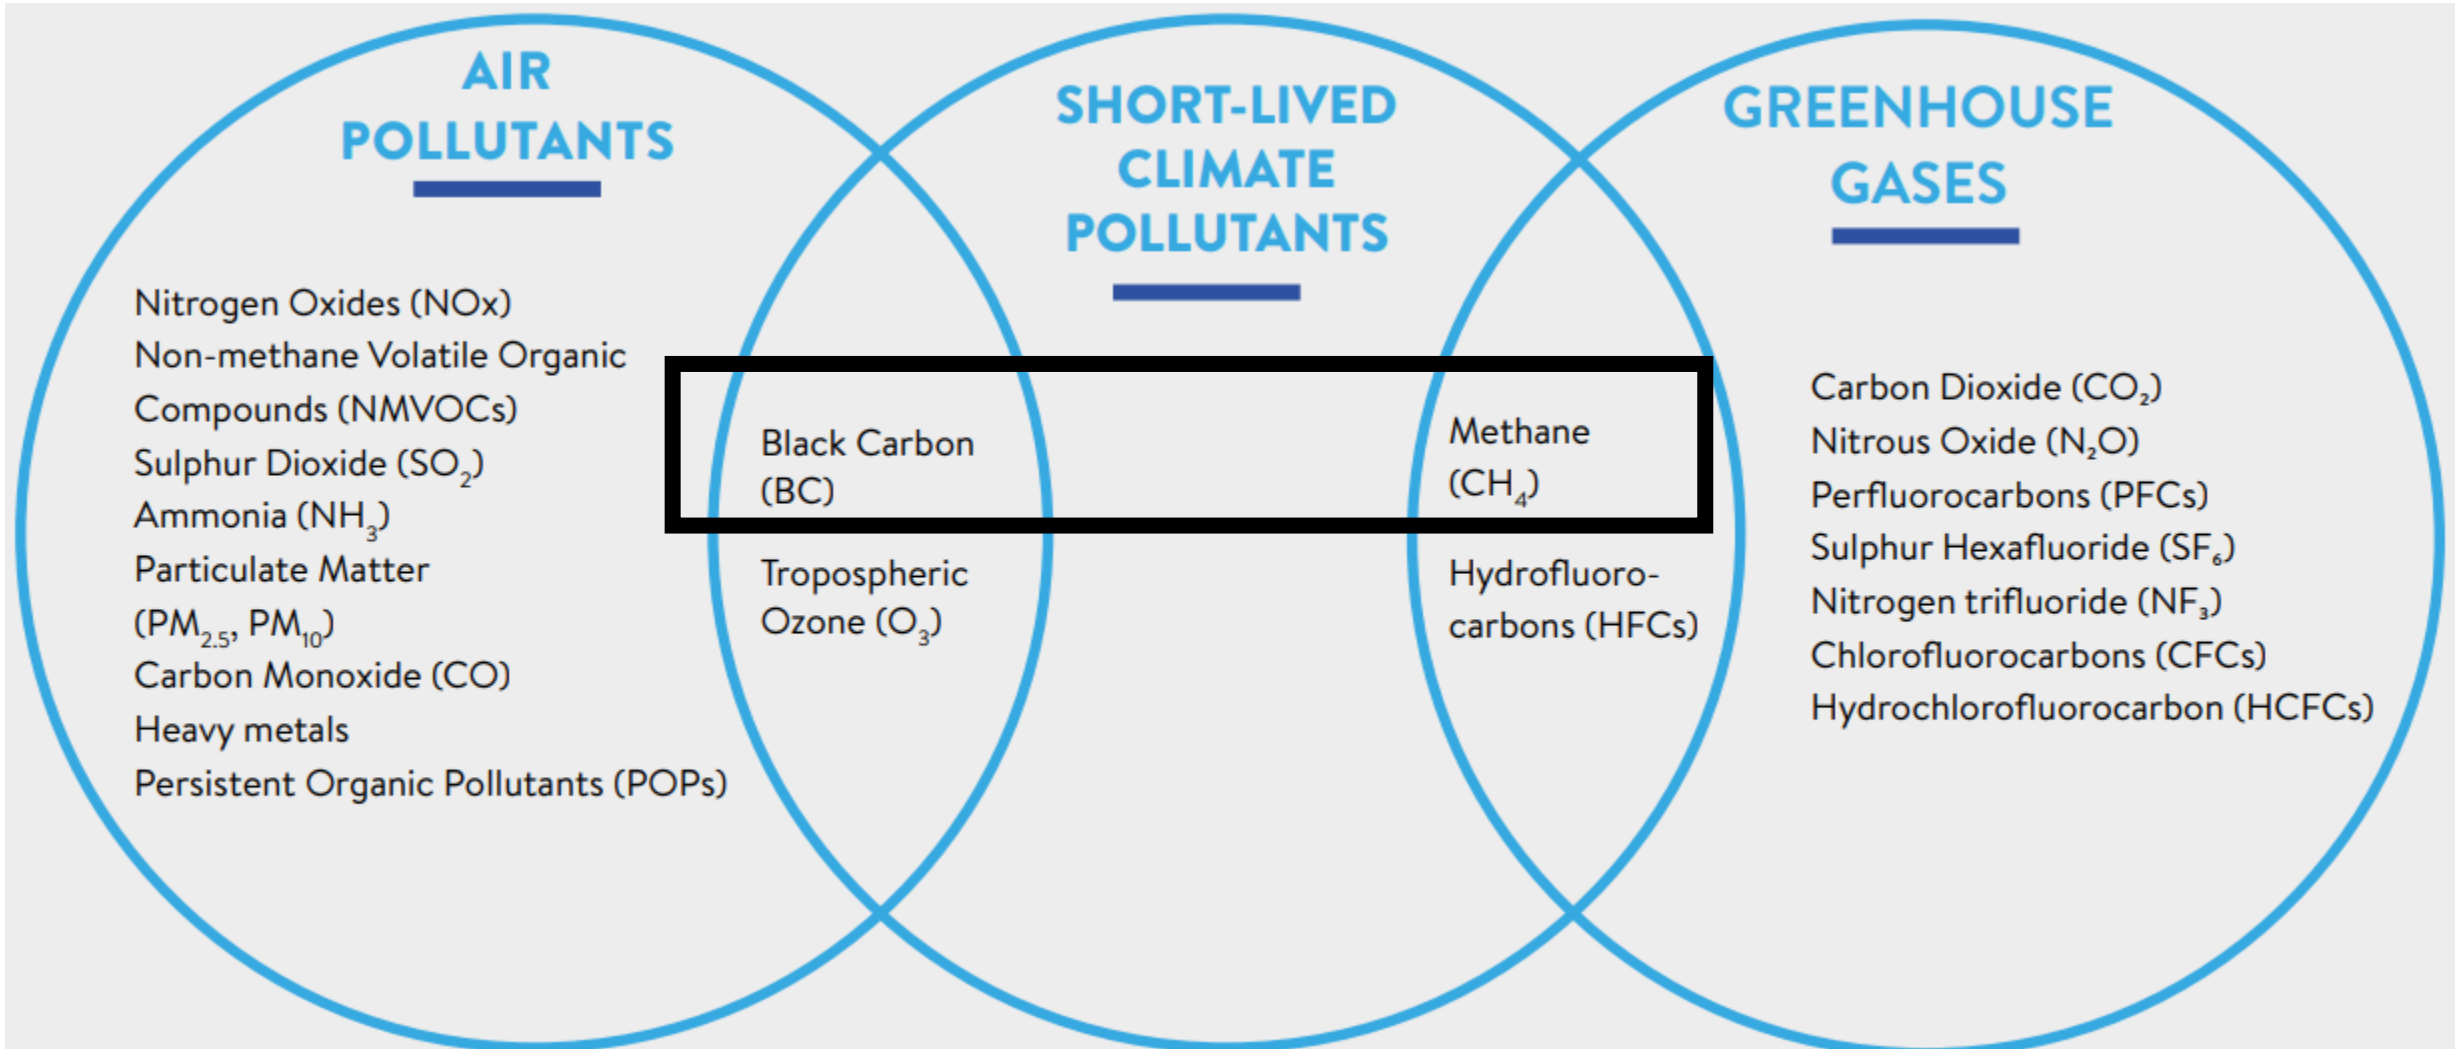 AIR
POLLUTANTS
Nitrogen Oxides (NOx)
Non-methane Volatile Organic
Compounds (NMVOCs)
Sulphur Dioxide (SO₂)
Ammonia (NH₃)
Particulate Matter
(PM₂.₅, PM₁₀)
Carbon Monoxide (CO)
Heavy metals
Persistent Organic Pollutants (POPs)
Black Carbon
(BC)
Tropospheric
Ozone (O₃)
SHORT-LIVED
CLIMATE
POLLUTANTS
Methane
(CH₄)
Hydrofluoro-
carbons (HFCs)
GREENHOUSE
GASES
Carbon Dioxide (CO₂)
Nitrous Oxide (N₂O)
Perfluorocarbons (PFCs)
Sulphur Hexafluoride (SF₆)
Nitrogen trifluoride (NF₃)
Chlorofluorocarbons (CFCs)
Hydrochlorofluorocarbon (HCFCs)